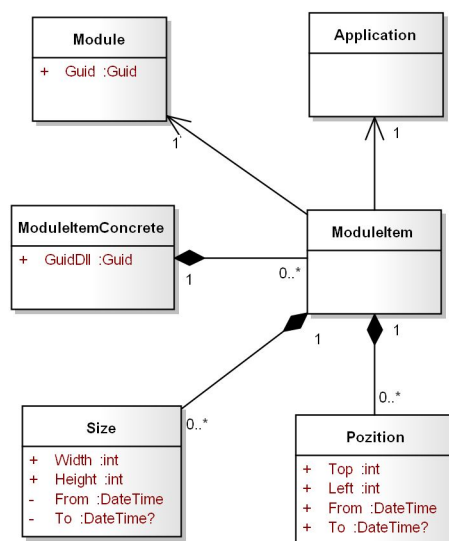 Module
+ Guid :Guid
Application
1
1
ModuleItemConcrete
+ GuidDll :Guid
ModuleItem
1
0..*
1
1
0..*
0..*
Size
+ Width :int
+ Height :int
- From :DateTime
- To :DateTime?
Pozition
+ Top :int
+ Left :int
+ From :DateTime
+ To :DateTime?